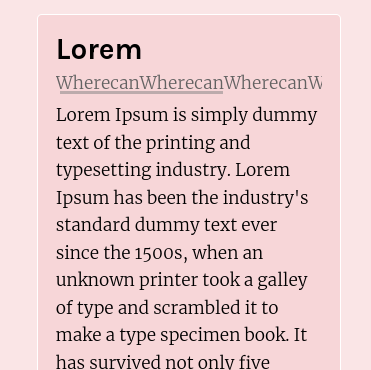 Lorem
WherecanWherecanWherecanW
Lorem Ipsum is simply dummy
text of the printing and
typesetting industry. Lorem
Ipsum has been the industry's
standard dummy text ever
since the 1500s, when an
unknown printer took a galley
of type and scrambled it to
make a type specimen book. It
has survived not only five